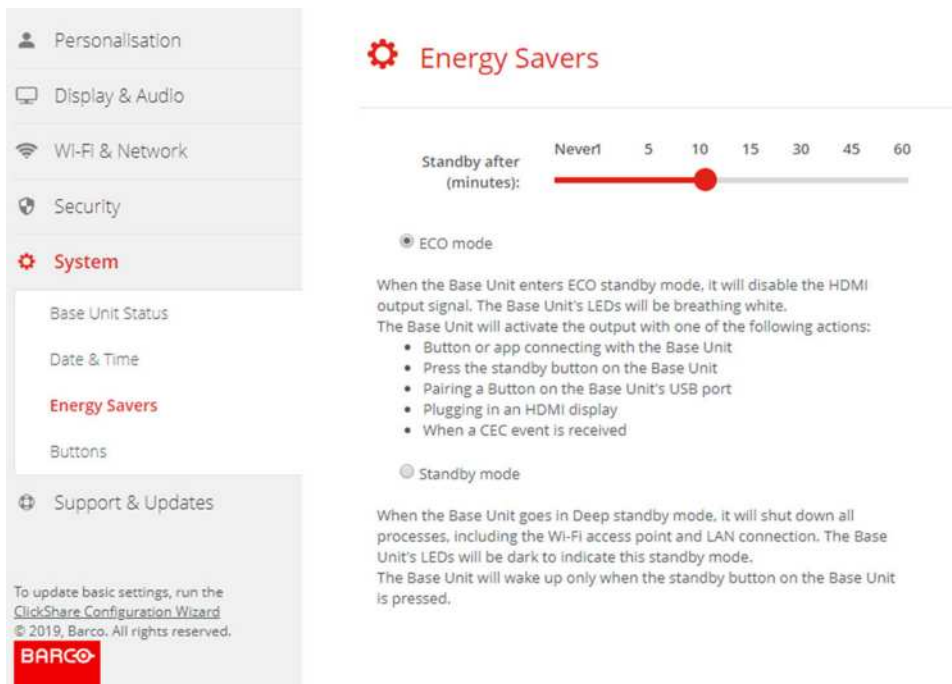 Personalisation
Display & Audio
Wi-Fi & Network
Security
System
Base Unit Status
Date & Time
Energy Savers
Buttons
Support & Updates
To update basic settings, run the
ClickShare Configuration Wizard
© 2019, Barco. All rights reserved.
BARCO
Energy Savers
Standby after
(minutes):
Never 1 5 10 15 30 45 60
ECO mode
When the Base Unit enters ECO standby mode, it will disable the HDMI
output signal. The Base Unit's LEDs will be breathing white.
The Base Unit will activate the output with one of the following actions:
• Button or app connecting with the Base Unit
• Press the standby button on the Base Unit
• Pairing a Button on the Base Unit's USB port
• Plugging in an HDMI display
• When a CEC event is received
Standby mode
When the Base Unit goes in Deep standby mode, it will shut down all
processes, including the Wi-Fi access point and LAN connection. The Base
Unit's LEDs will be dark to indicate this standby mode.
The Base Unit will wake up only when the standby button on the Base Unit
is pressed.